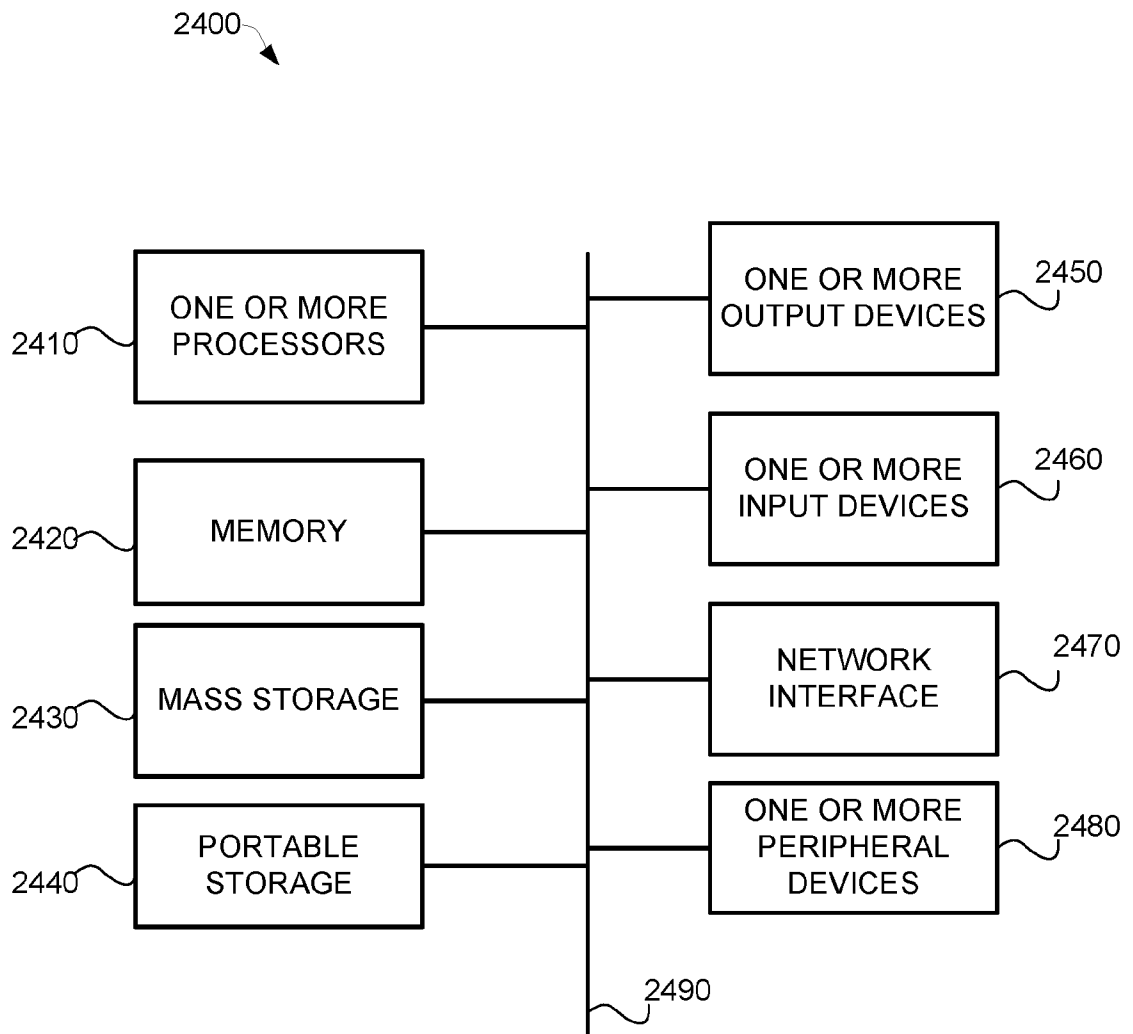 2400
ONE OR MORE
PROCESSORS
2410
MEMORY
2420
MASS STORAGE
2430
PORTABLE
STORAGE
2440
ONE OR MORE
OUTPUT DEVICES
2450
ONE OR MORE
INPUT DEVICES
2460
NETWORK
INTERFACE
2470
ONE OR MORE
PERIPHERAL
DEVICES
2480
2490